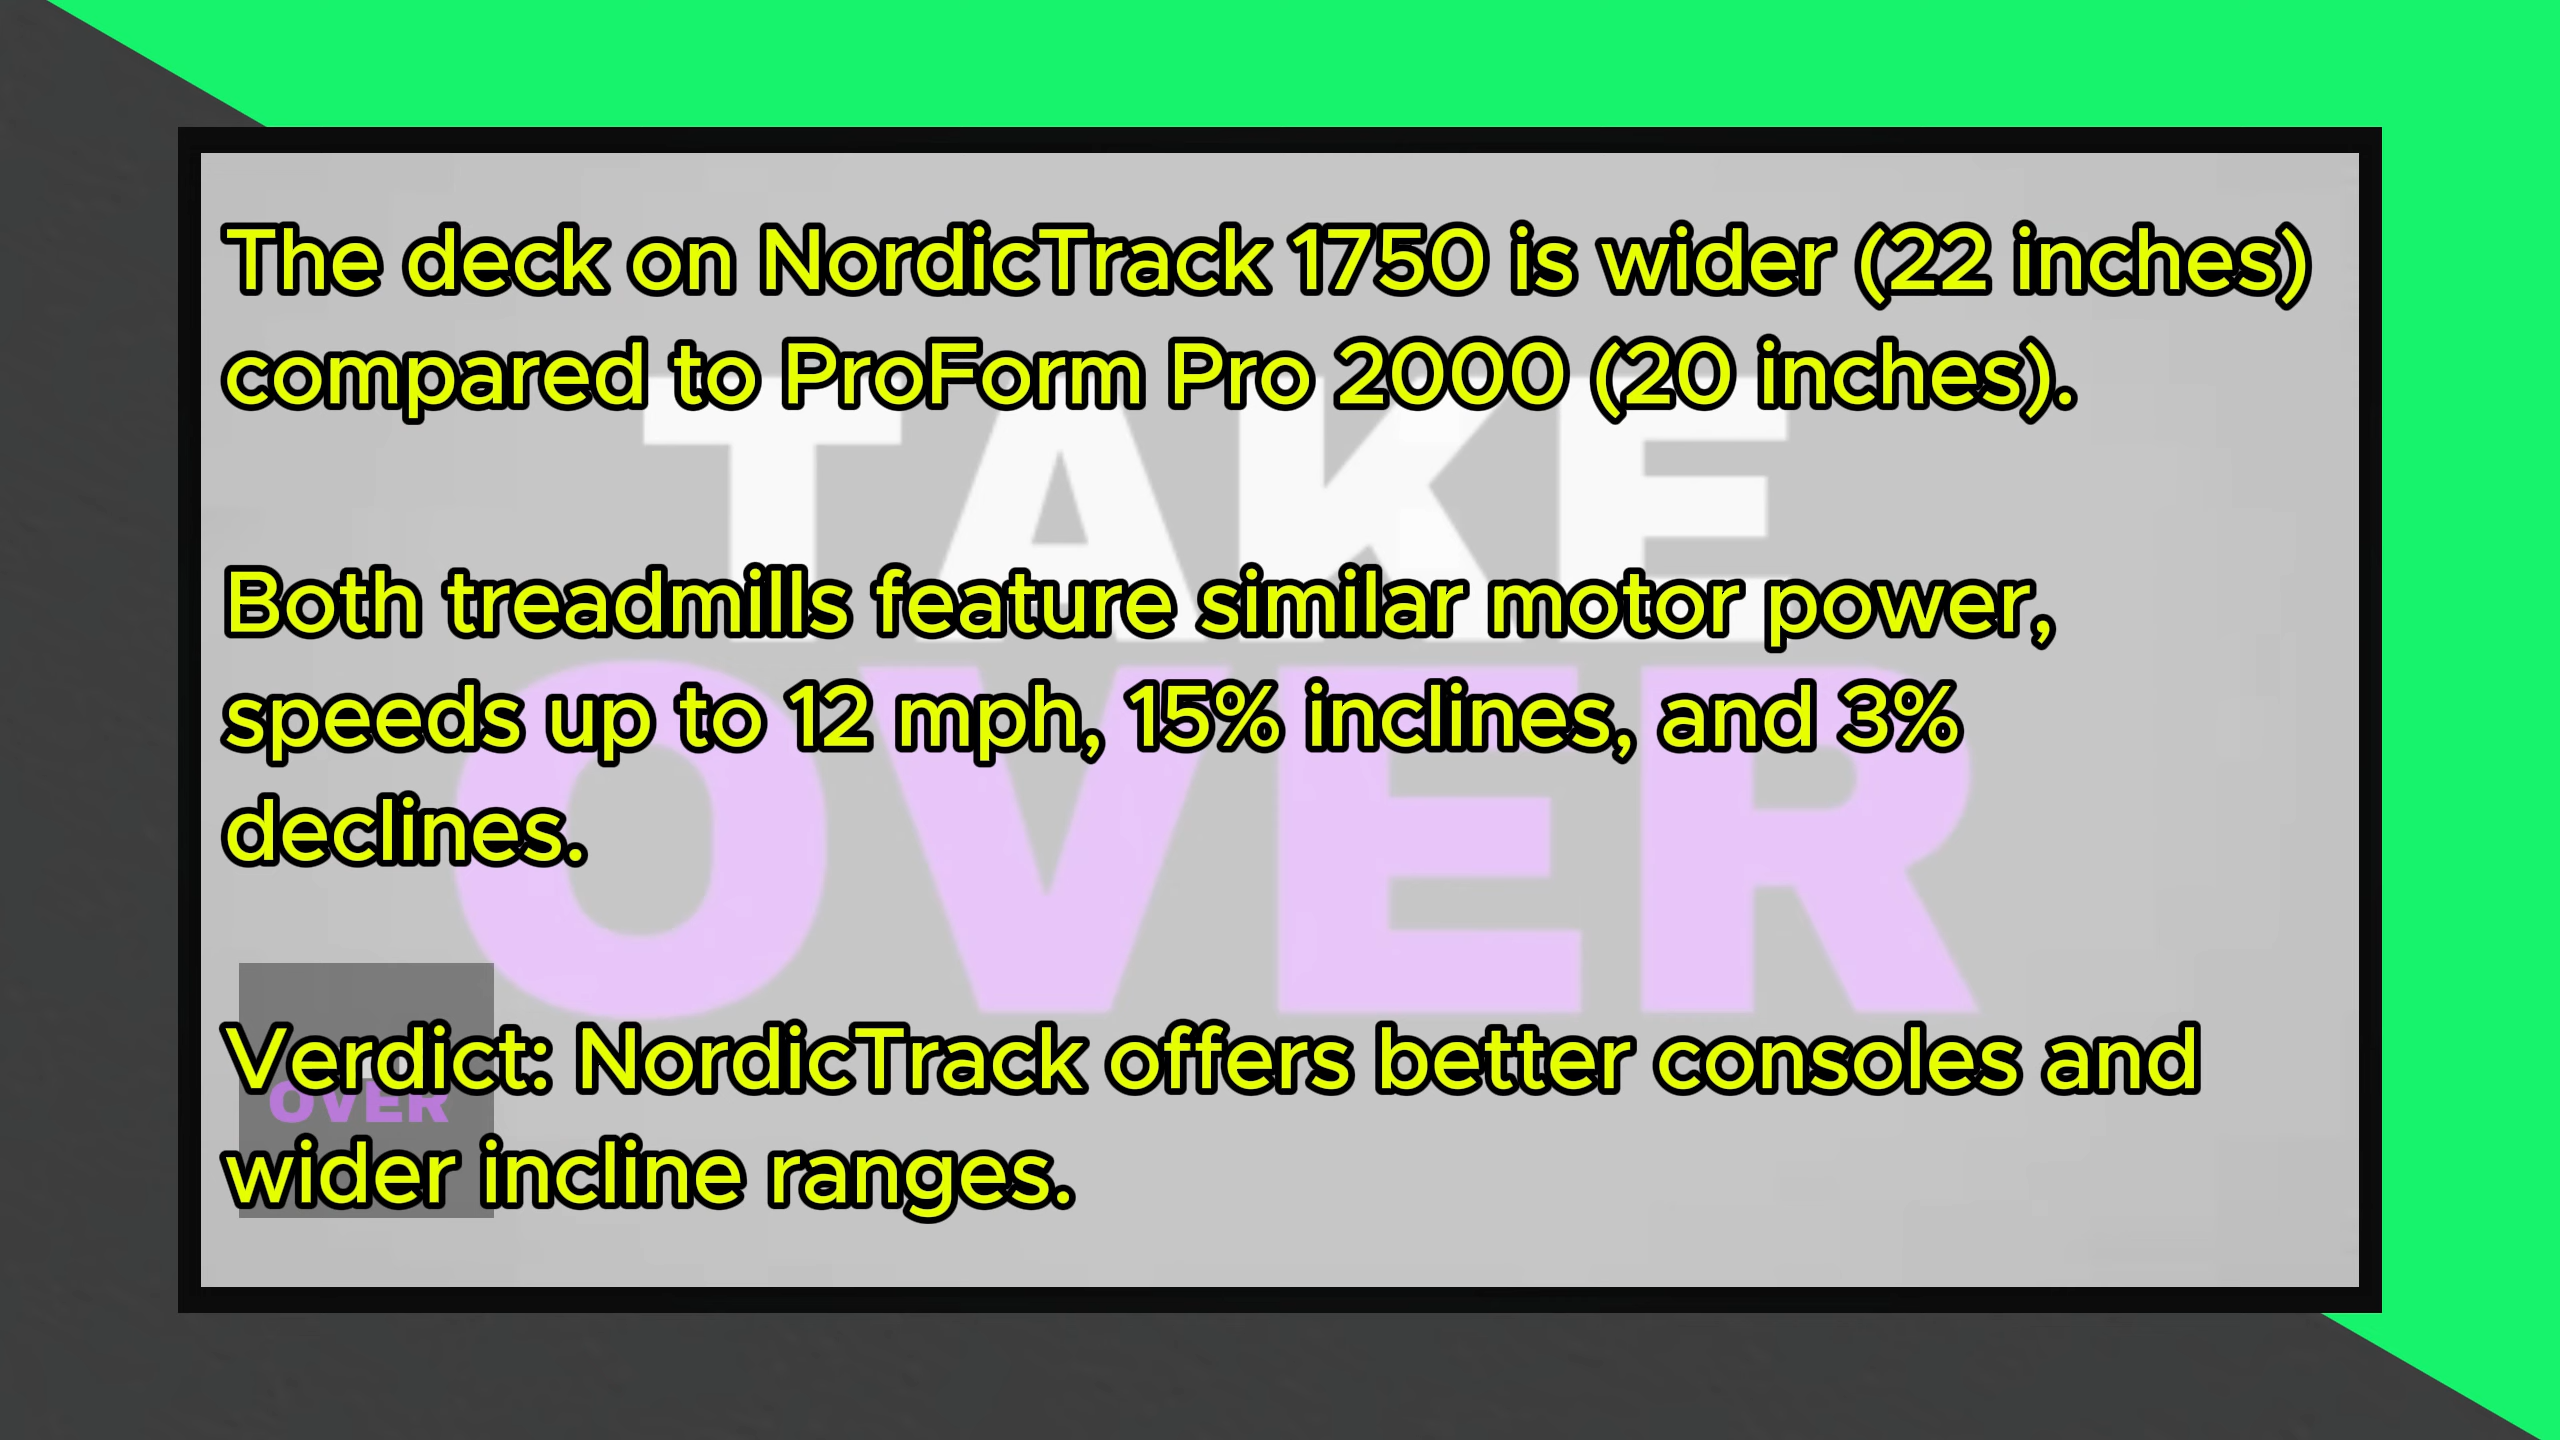 The deck on NordicTrack 1750 is wider (22 inches)
compared to ProForm Pro 2000 (20 inches).
TAKE
Both treadmills feature similar motor power,
speeds up to 12 mph, 15% inclines, and 3%
declines.
OVER
Verdict: NordicTrack offers better consoles and
OVER
wider incline ranges.